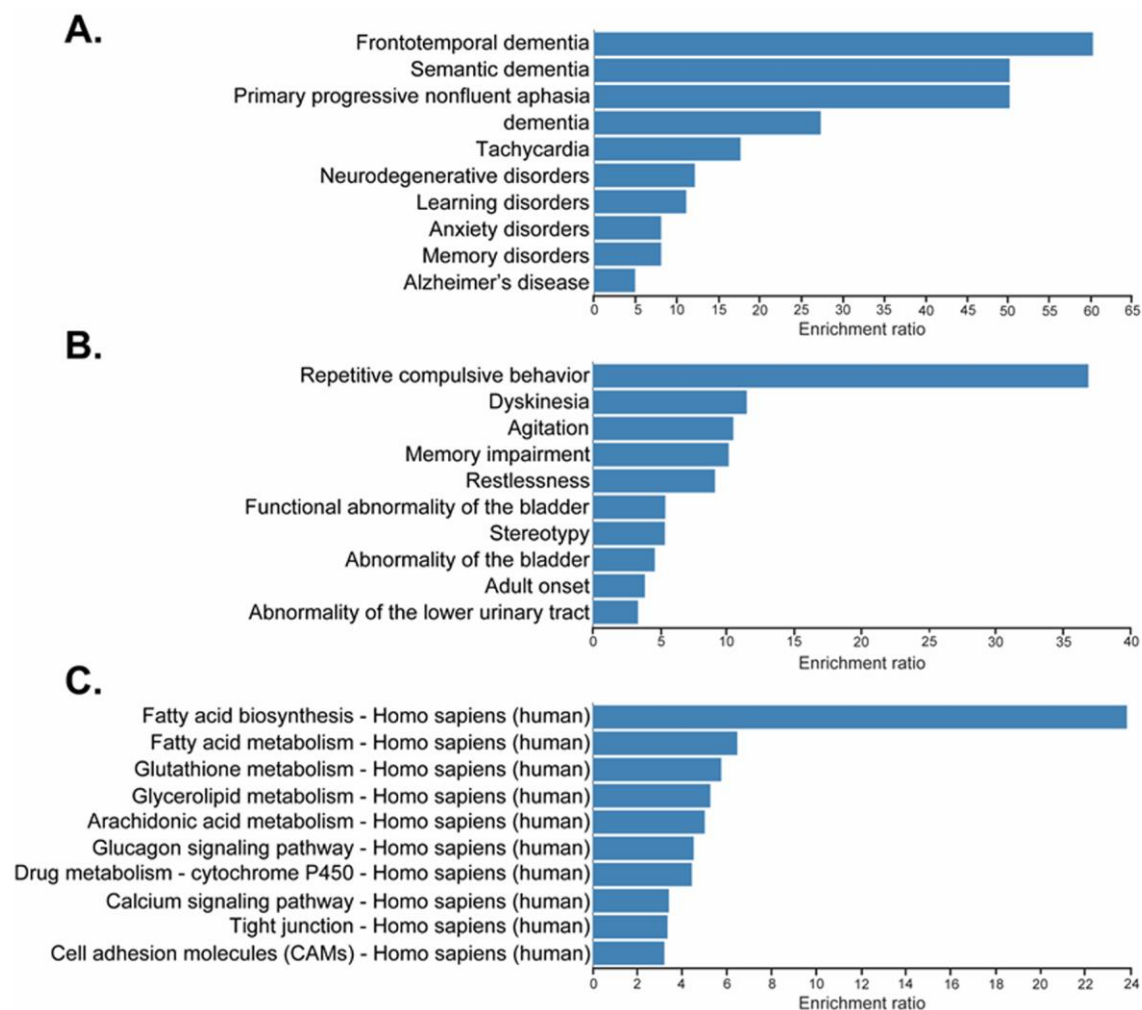 A.
Frontotemporal dementia
Semantic dementia
Primary progressive nonfluent aphasia
dementia
Tachycardia
Neurodegenerative disorders
Learning disorders
Anxiety disorders
Memory disorders
Alzheimer's disease
0 5 10 15 20 25 30 35 40 45 50 55 60 65
Enrichment ratio
B.
Repetitive compulsive behavior
Dyskinesia
Agitation
Memory impairment
Restlessness
Functional abnormality of the bladder
Stereotypy
Abnormality of the bladder
Adult onset
Abnormality of the lower urinary tract
0 5 10 15 20 25 30 35 40
Enrichment ratio
C.
Fatty acid biosynthesis - Homo sapiens (human)
Fatty acid metabolism - Homo sapiens (human)
Glutathione metabolism - Homo sapiens (human)
Glycerolipid metabolism - Homo sapiens (human)
Arachidonic acid metabolism - Homo sapiens (human)
Glucagon signaling pathway - Homo sapiens (human)
Drug metabolism - cytochrome P450 - Homo sapiens (human)
Calcium signaling pathway - Homo sapiens (human)
Tight junction - Homo sapiens (human)
Cell adhesion molecules (CAMs) - Homo sapiens (human)
0 2 4 6 8 10 12 14 16 18 20 22 24
Enrichment ratio